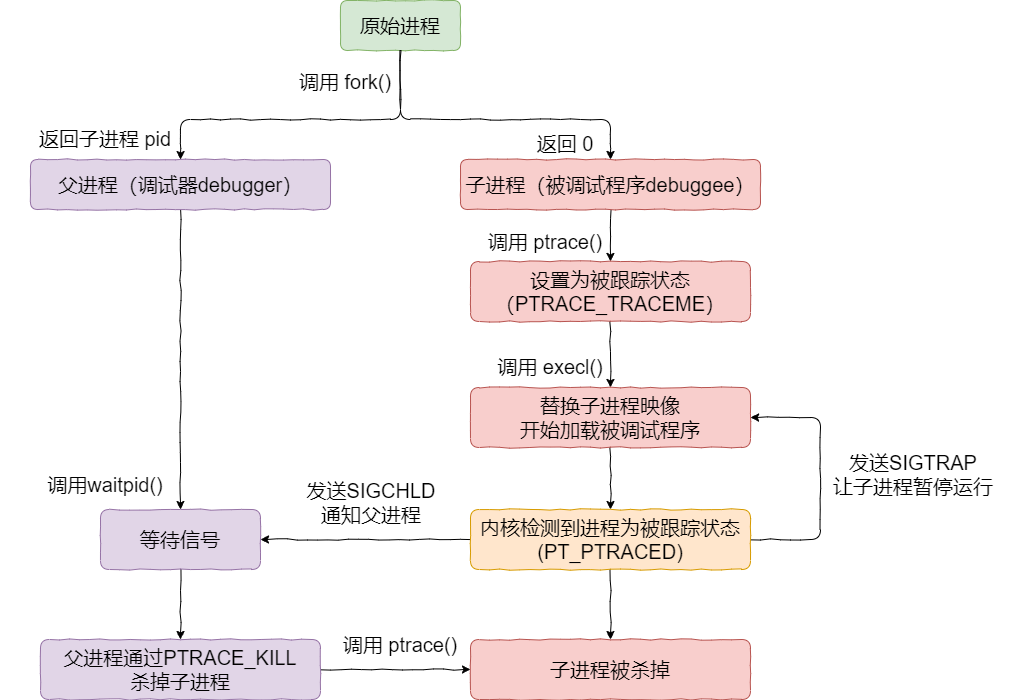 原始进程
调用 fork()
返回子进程 pid
返回 0
父进程（调试器debugger）
子进程（被调试程序debuggee）
调用 ptrace()
设置为被跟踪状态
（PTRACE_TRACEME）
调用 execl()
替换子进程映像
开始加载被调试程序
发送SIGTRAP
让子进程暂停运行
调用waitpid()
发送SIGCHLD
通知父进程
等待信号
内核检测到进程为被跟踪状态
（PT_PTRACED）
父进程通过PTRACE_KILL
杀掉子进程
调用 ptrace()
子进程被杀掉